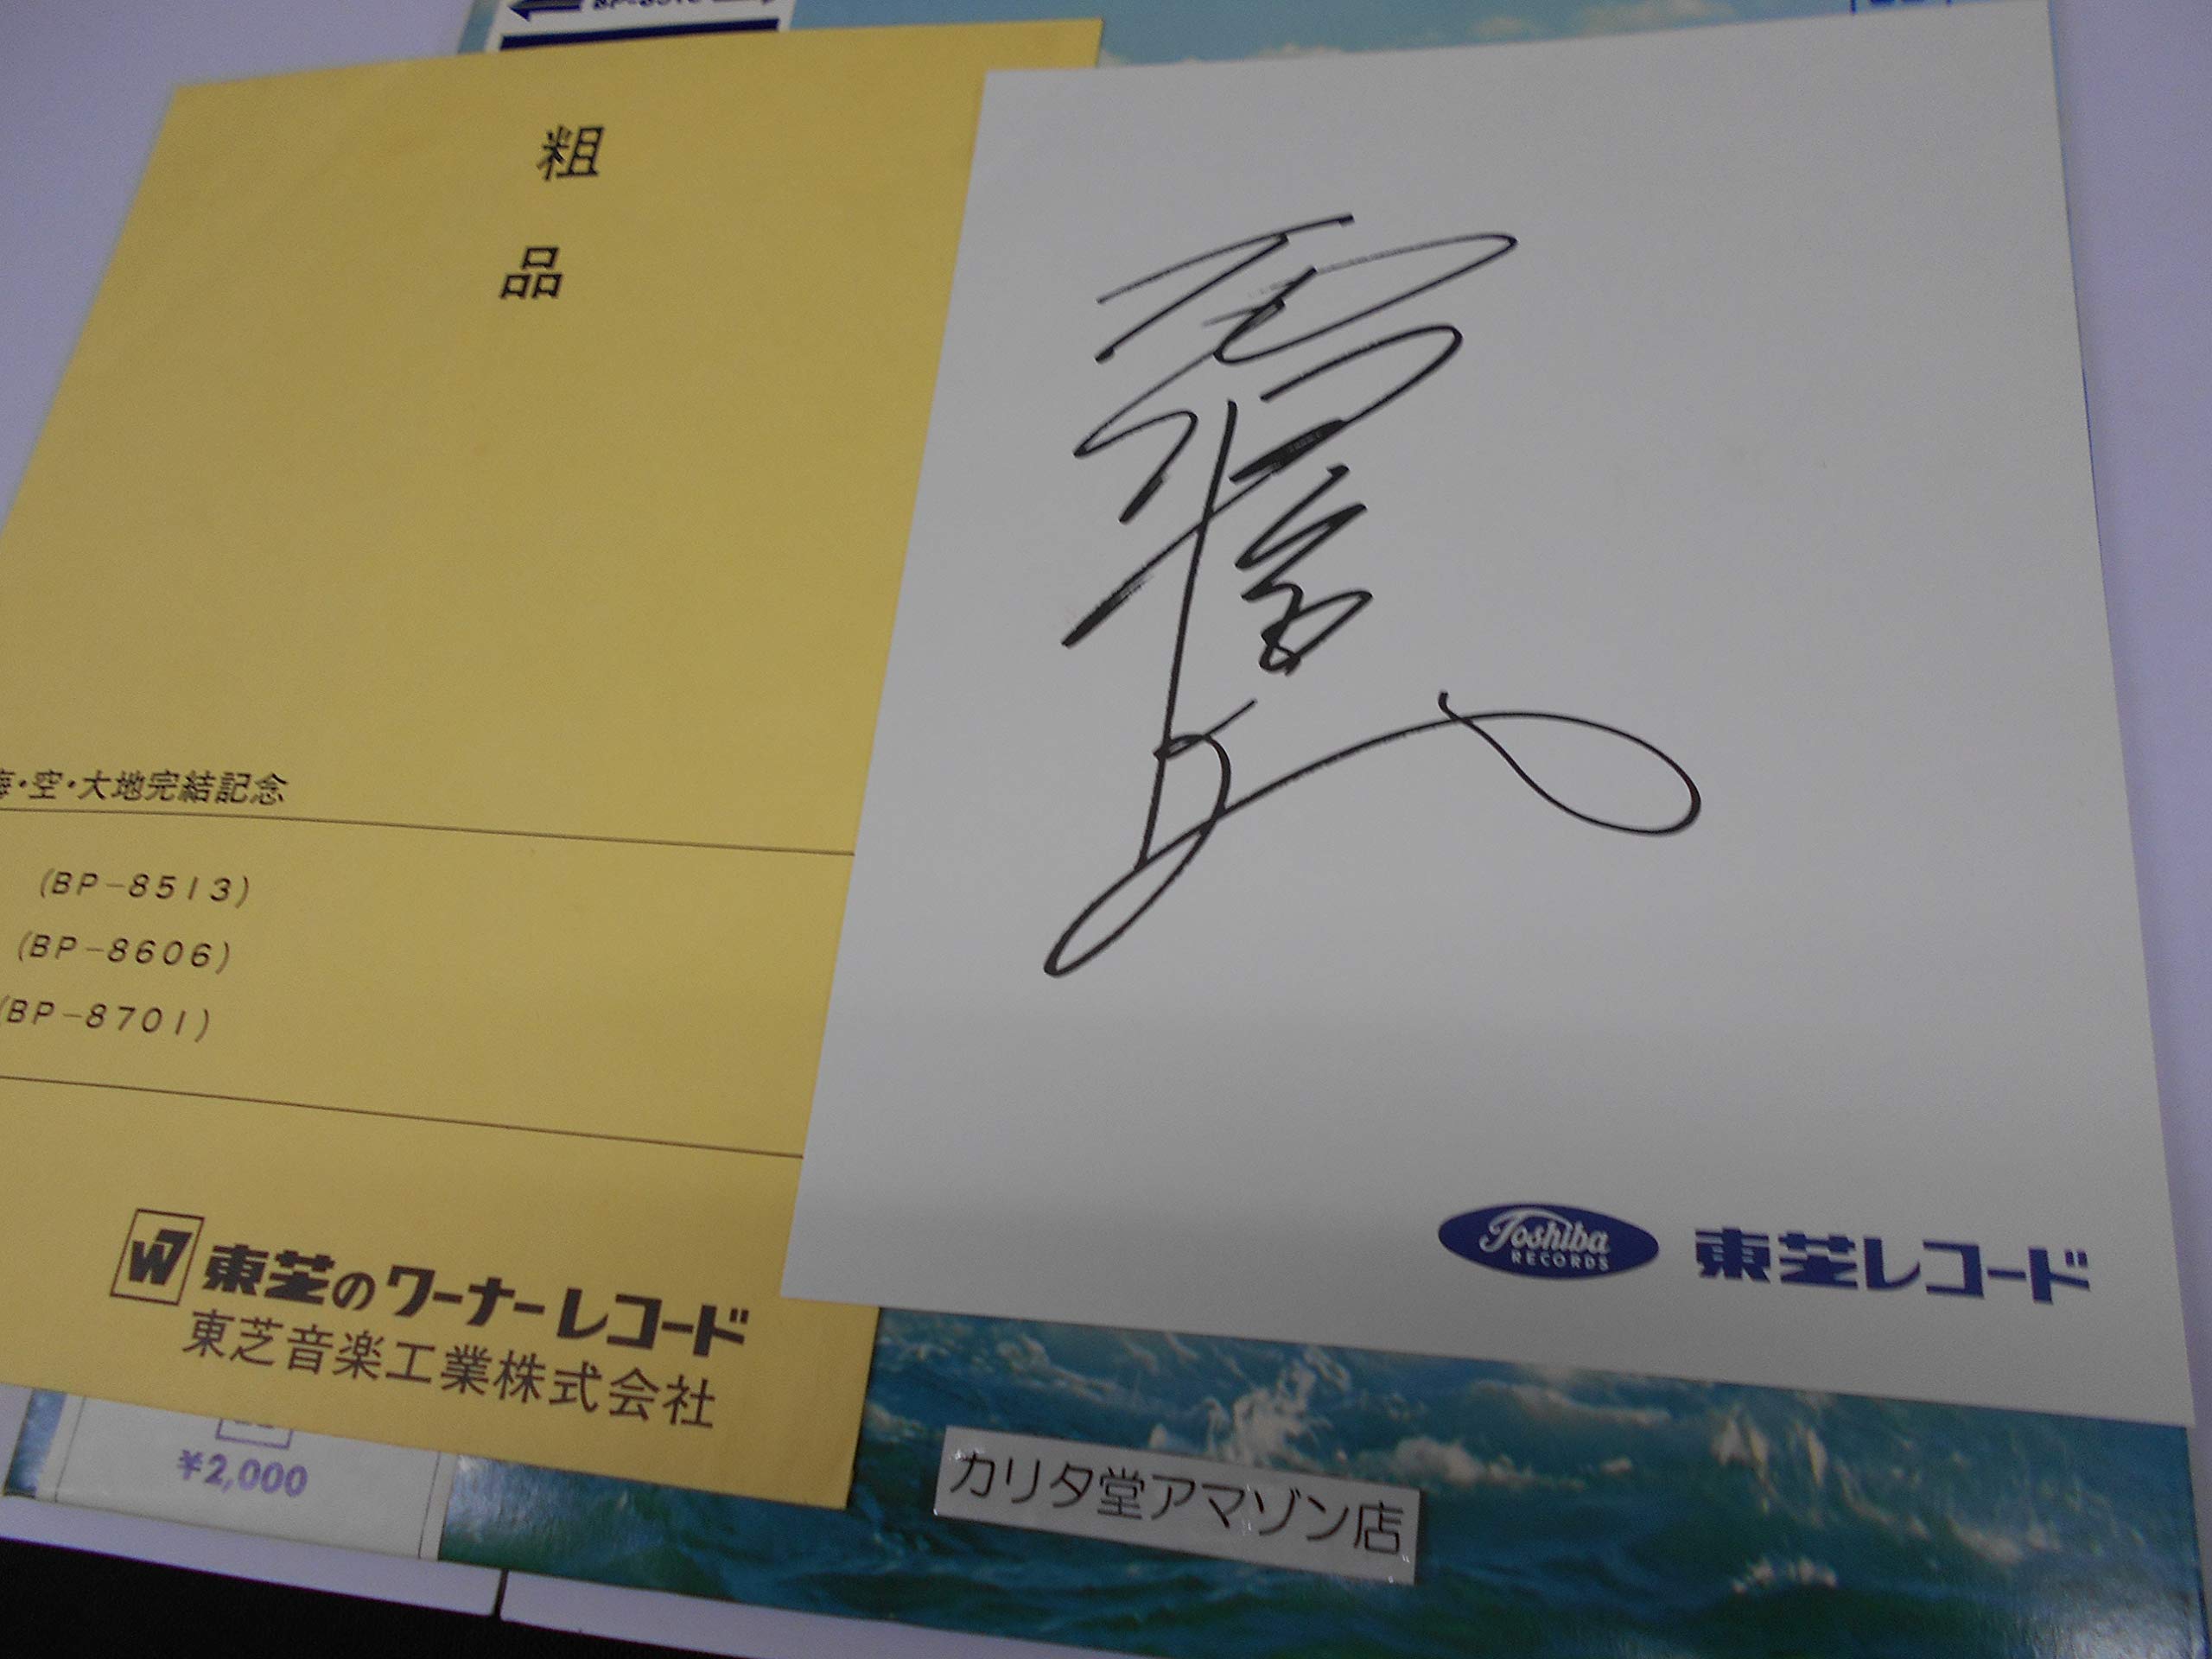 粗品
海・空・大地完結記念
(BP-8513)
(BP-8606)
(BP-8701)
東芝のワーナーレコード
東芝音楽工業株式会社
¥2,000
Toshiba
RECORDS
東芝レコード
カリタ堂アマゾン店